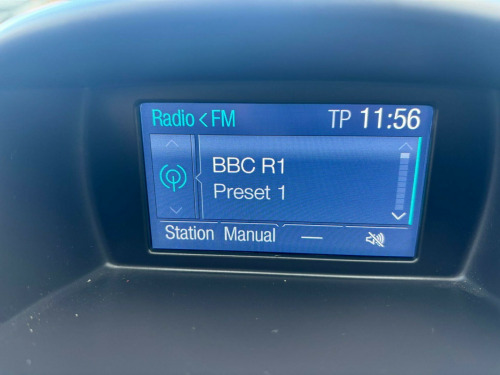 Radio < FM TP 11:56
BBC R1
Preset 1
Station Manual —